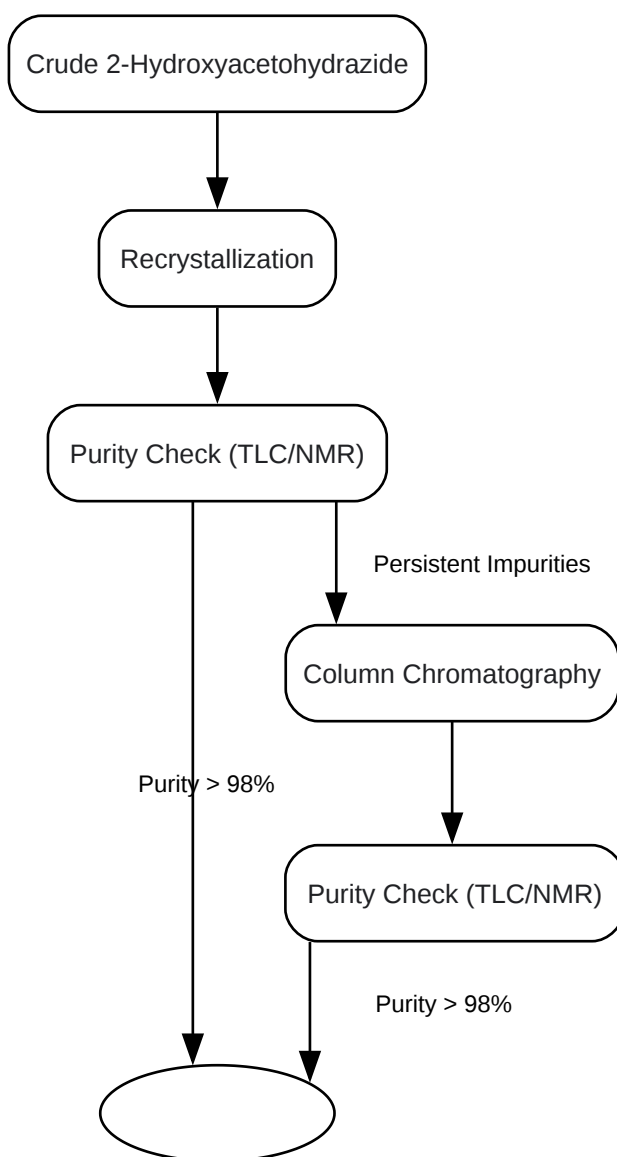 Crude 2-Hydroxyacetohydrazide
Recrystallization
Purity Check (TLC/NMR)
Persistent Impurities
Column Chromatography
Purity > 98%
Purity Check (TLC/NMR)
Purity > 98%